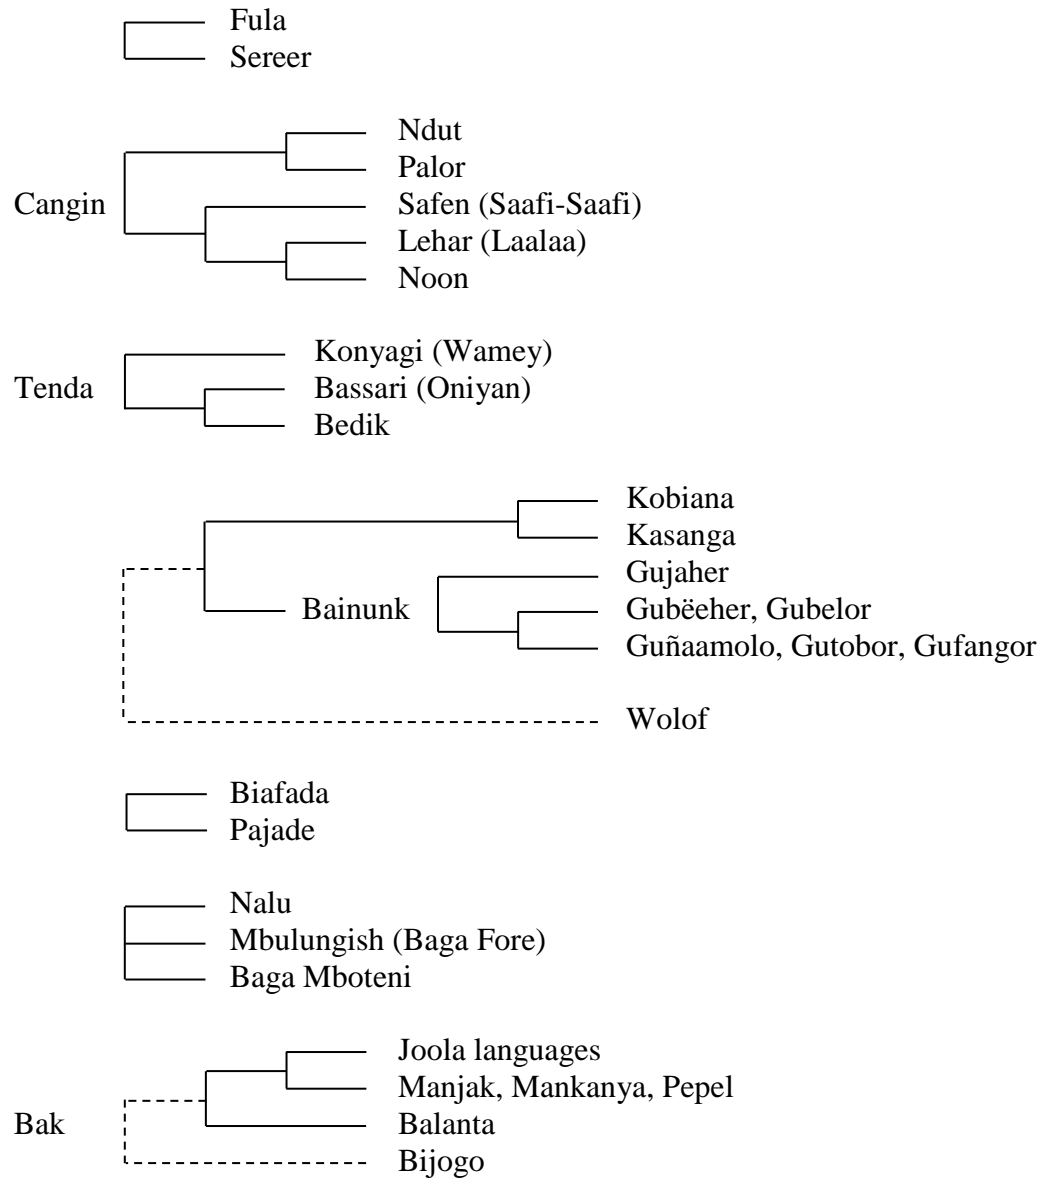 Fula
Sereer
Ndut
Palor
Cangin
Safen (Saafi-Saafi)
Lehar (Laalaa)
Noon
Konyagi (Wamey)
Tenda
Bassari (Oniyan)
Bedik
Kobiana
Kasanga
Gujaher
Bainunk
Gubëeher, Gubelor
Guñaamolo, Gutobor, Gufangor
Wolof
Biafada
Pajade
Nalu
Mbulungish (Baga Fore)
Baga Mboteni
Joola languages
Manjak, Mankanya, Pepel
Bak
Balanta
Bijogo